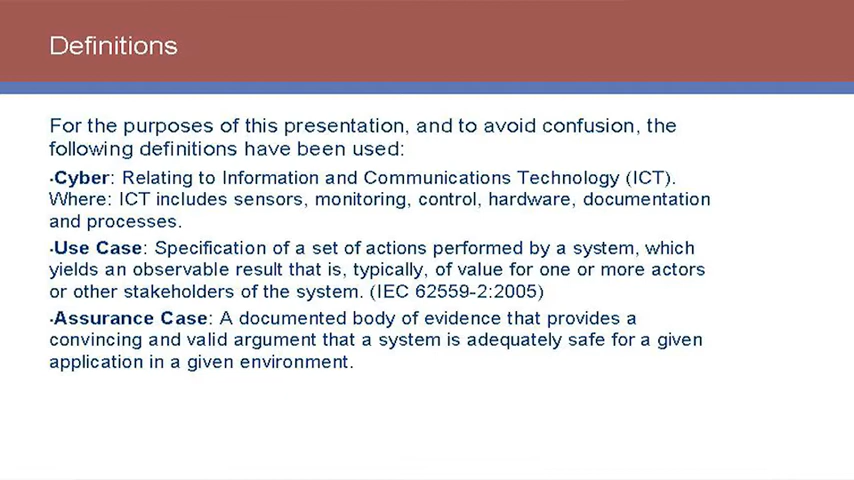 Definitions
For the purposes of this presentation, and to avoid confusion, the
following definitions have been used:
·Cyber: Relating to Information and Communications Technology (ICT).
Where: ICT includes sensors, monitoring, control, hardware, documentation
and processes.
·Use Case: Specification of a set of actions performed by a system, which
yields an observable result that is, typically, of value for one or more actors
or other stakeholders of the system. (IEC 62559-2:2005)
·Assurance Case: A documented body of evidence that provides a
convincing and valid argument that a system is adequately safe for a given
application in a given environment.